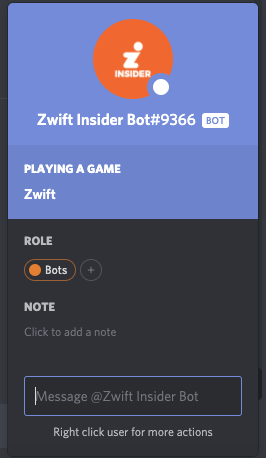 INSIDER
Zwift Insider Bot#9366 BOT
PLAYING A GAME
Zwift
ROLE
Bots +
NOTE
Click to add a note
Message @Zwift Insider Bot
Right click user for more actions